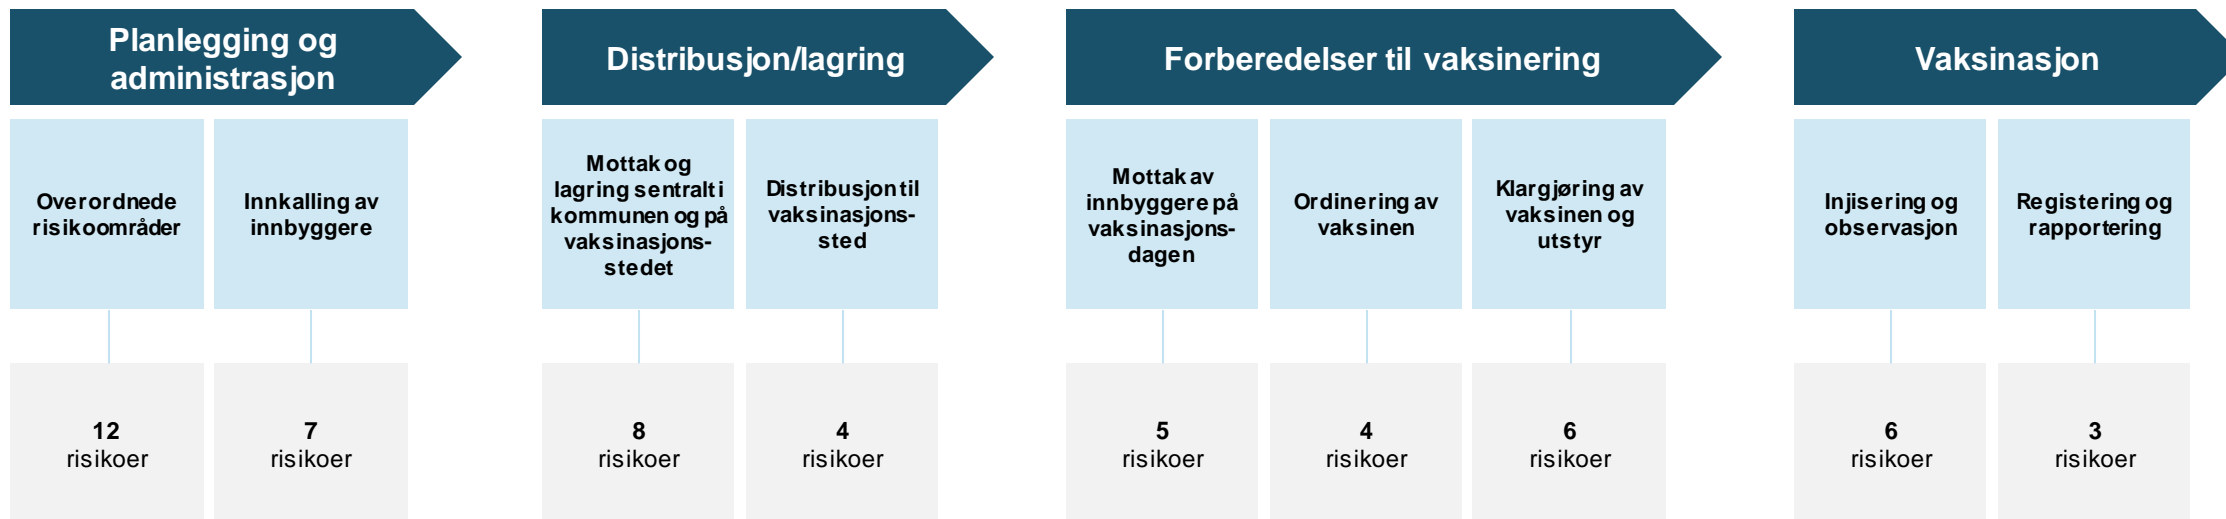 Planlegging og
administrasjon
Distribusjon/lagring
Forberedelser til vaksinering
Vaksinasjon
Overordnede
risikoområder
Innkalling av
innbyggere
Mottak og
lagring sentralt i
kommunen og på
vaksinasjons-
stedet
Distribusjon til
vaksinasjons-
sted
Mottak av
innbyggere på
vaksinasjons-
dagen
Ordinering av
vaksinen
Klargjøring av
vaksinen og
utstyr
Injisering og
observasjon
Registering og
rapportering
12
risikoer
7
risikoer
8
risikoer
4
risikoer
5
risikoer
4
risikoer
6
risikoer
6
risikoer
3
risikoer